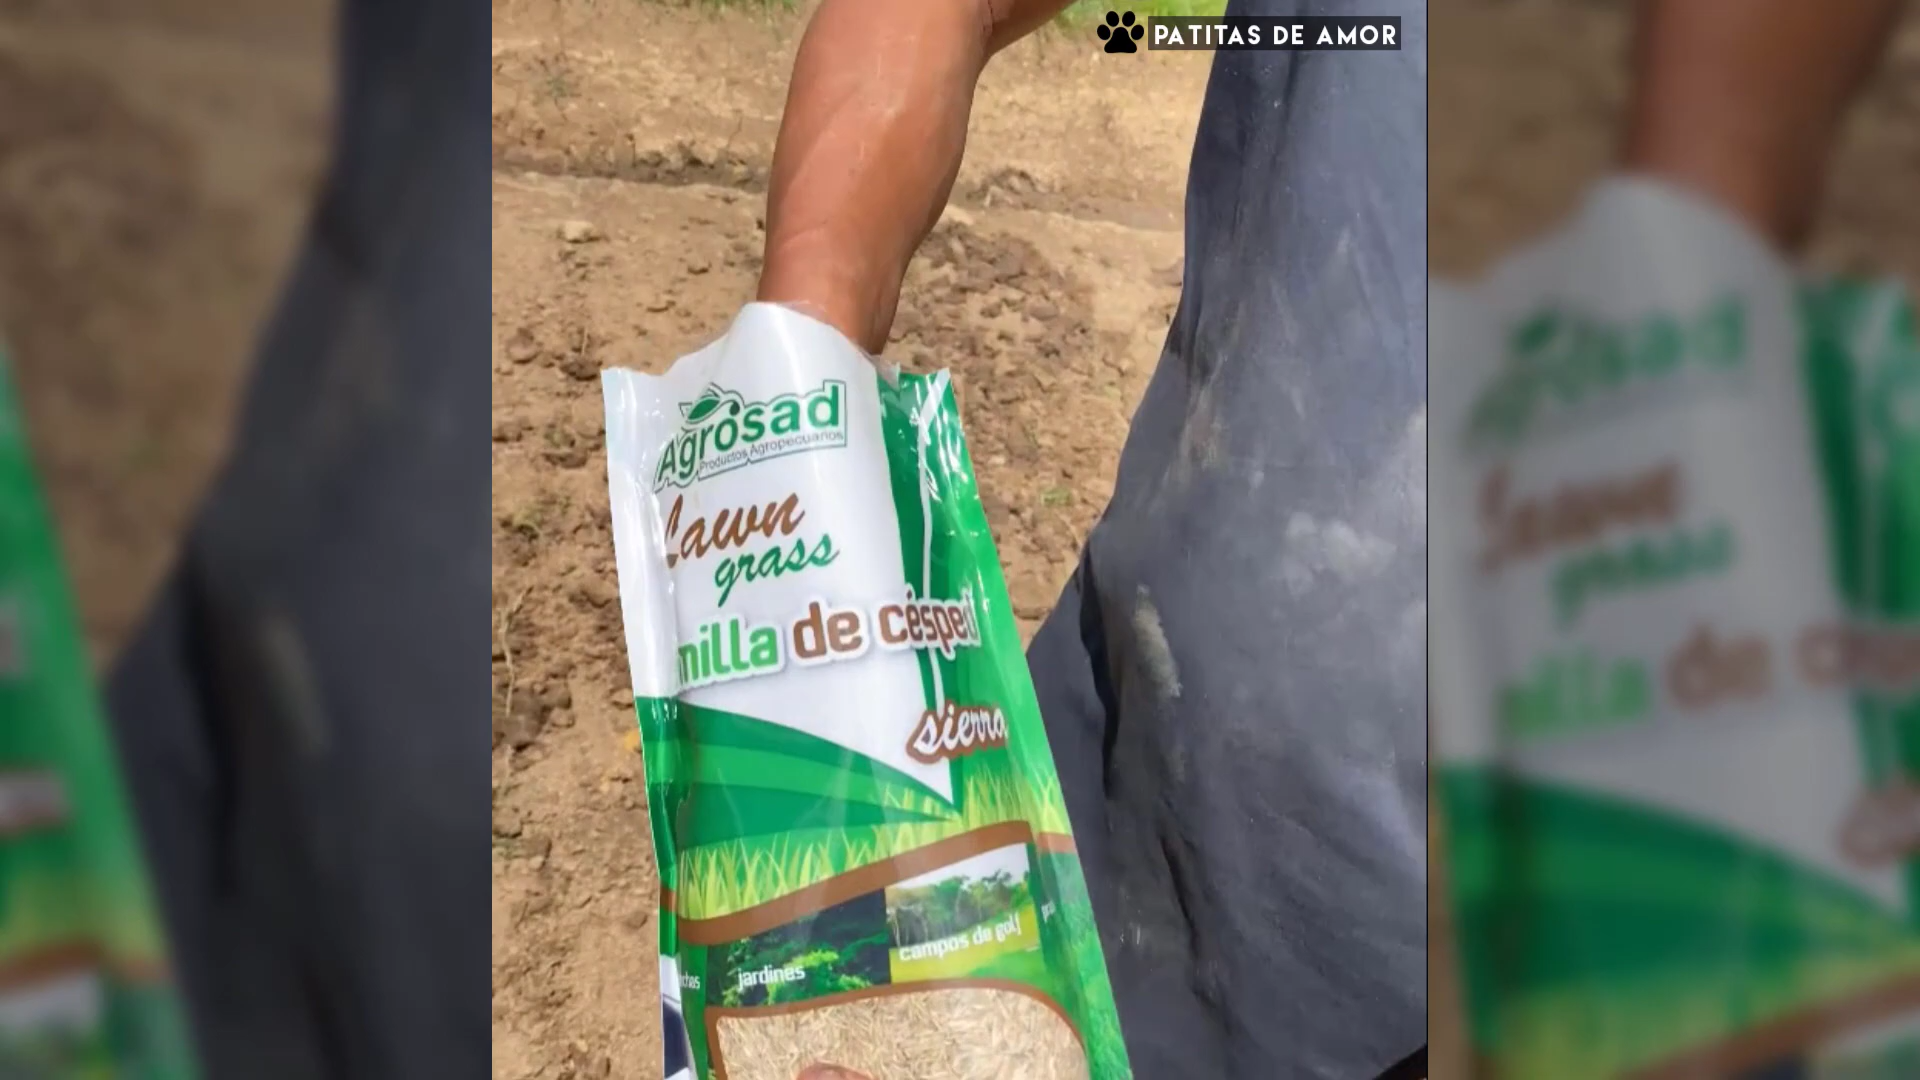 PATITAS DE AMOR
Agrosad
Productos Agropecuarios
Lawn
grass
milla de césped
sierra
campos de golf
jardines